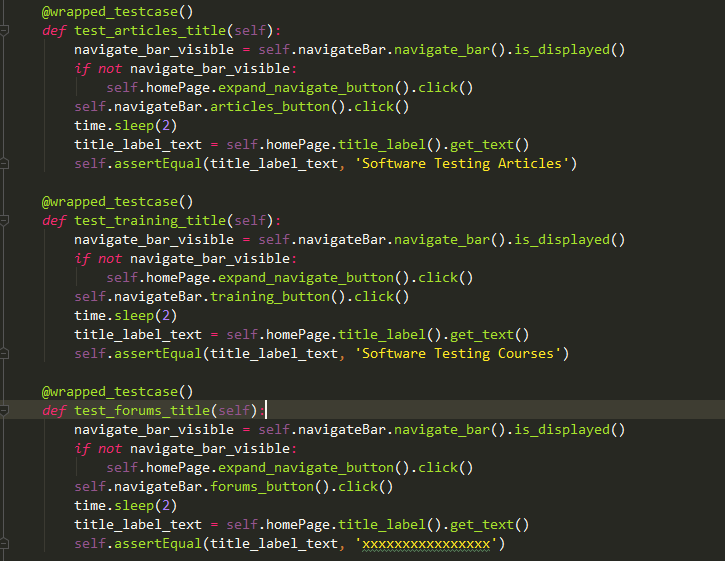 @wrapped_testcase()
def test_articles_title(self):
    navigate_bar_visible = self.navigateBar.navigate_bar().is_displayed()
    if not navigate_bar_visible:
        self.homePage.expand_navigate_button().click()
    self.navigateBar.articles_button().click()
    time.sleep(2)
    title_label_text = self.homePage.title_label().get_text()
    self.assertEqual(title_label_text, 'Software Testing Articles')
@wrapped_testcase()
def test_training_title(self):
    navigate_bar_visible = self.navigateBar.navigate_bar().is_displayed()
    if not navigate_bar_visible:
        self.homePage.expand_navigate_button().click()
    self.navigateBar.training_button().click()
    time.sleep(2)
    title_label_text = self.homePage.title_label().get_text()
    self.assertEqual(title_label_text, 'Software Testing Courses')
@wrapped_testcase()
def test_forums_title(self):
    navigate_bar_visible = self.navigateBar.navigate_bar().is_displayed()
    if not navigate_bar_visible:
        self.homePage.expand_navigate_button().click()
    self.navigateBar.forums_button().click()
    time.sleep(2)
    title_label_text = self.homePage.title_label().get_text()
    self.assertEqual(title_label_text, 'xxxxxxxxxxxxxxxx')